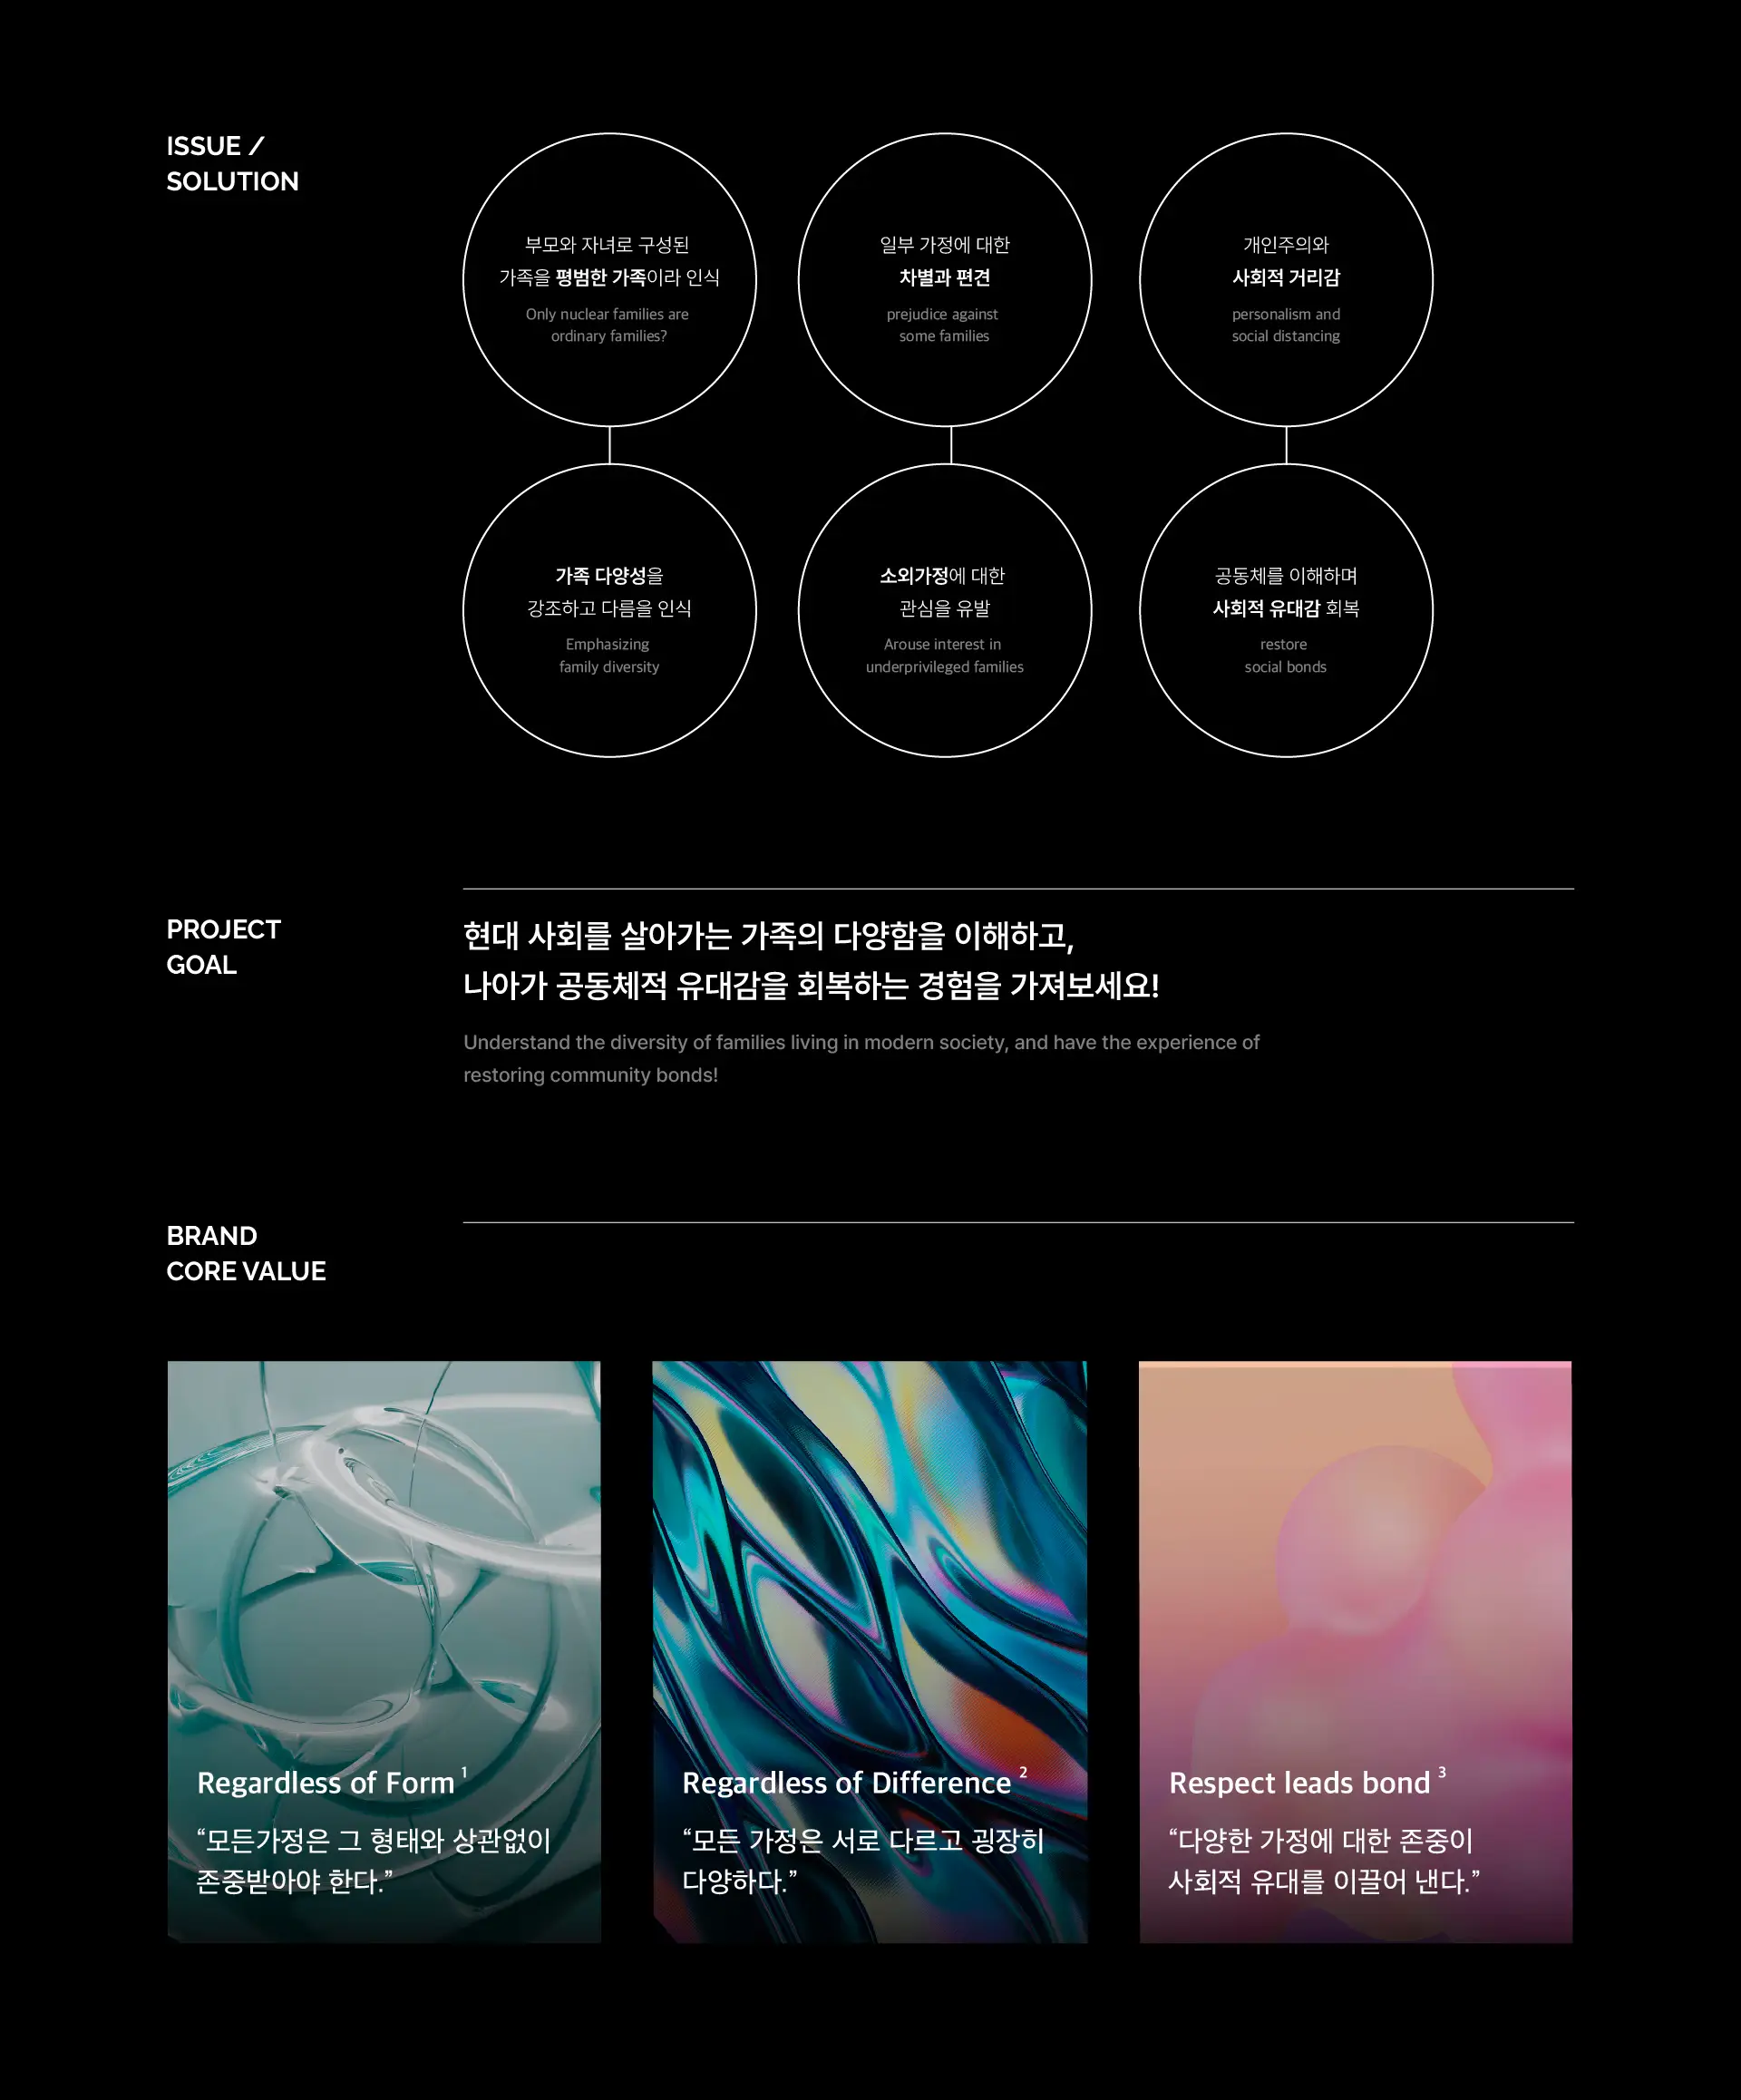 ISSUE /
SOLUTION
부모와 자녀로 구성된
가족을 평범한 가족이라 인식
Only nuclear families are
ordinary families?
일부 가정에 대한
차별과 편견
prejudice against
some families
개인주의와
사회적 거리감
personalism and
social distancing
가족 다양성을
강조하고 다름을 인식
Emphasizing
family diversity
소외가정에 대한
관심을 유발
Arouse interest in
underprivileged families
공동체를 이해하며
사회적 유대감 회복
restore
social bonds
PROJECT
GOAL
현대 사회를 살아가는 가족의 다양함을 이해하고,
나아가 공동체적 유대감을 회복하는 경험을 가져보세요!
Understand the diversity of families living in modern society, and have the experience of
restoring community bonds!
BRAND
CORE VALUE
Regardless of Form 1
“모든가정은 그 형태와 상관없이
존중받아야 한다.”
Regardless of Difference 2
“모든 가정은 서로 다르고 굉장히
다양하다.”
Respect leads bond 3
“다양한 가정에 대한 존중이
사회적 유대를 이끌어 낸다.”